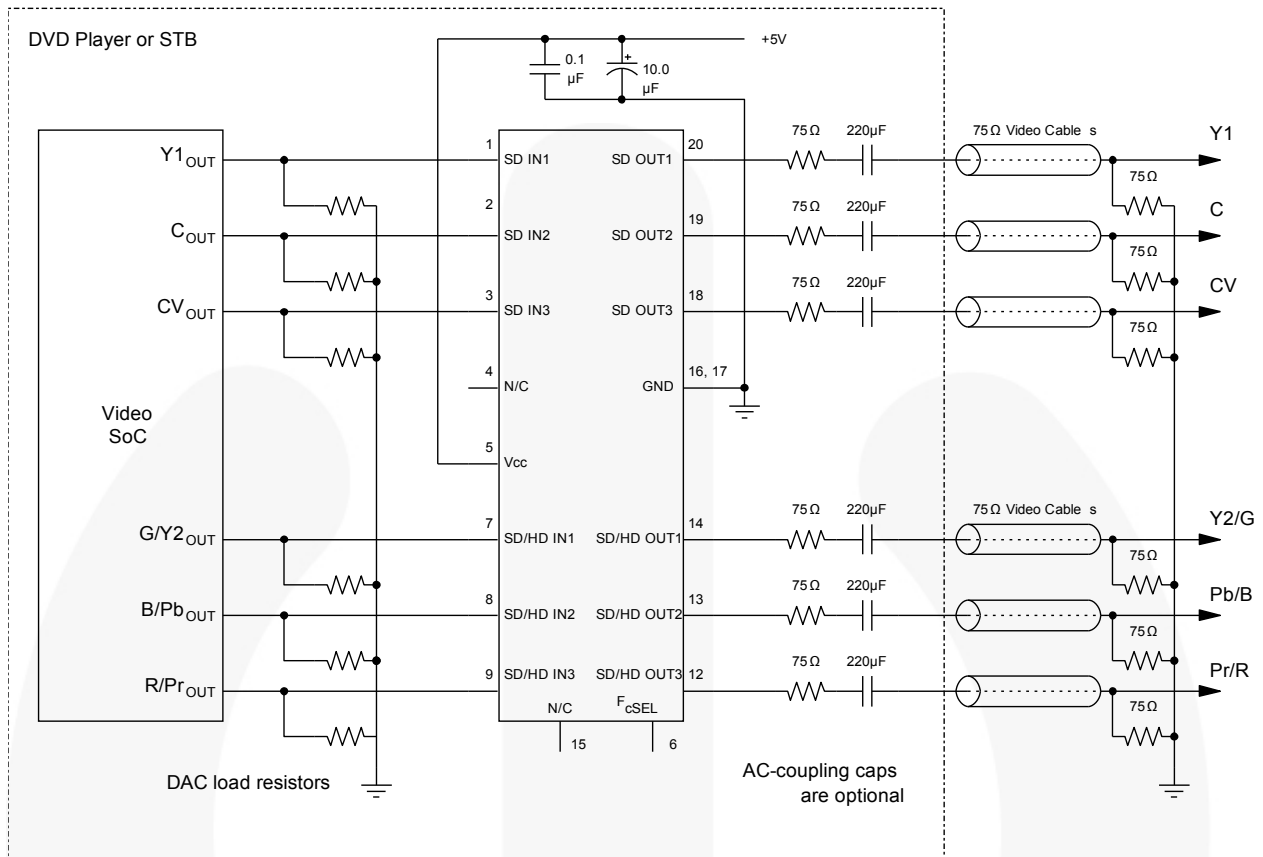 DVD Player or STB
+5V
0.1
µF
+
10.0
µF
Video
SoC
Y1OUT
COUT
CVOUT
G/Y2OUT
B/PbOUT
R/PrOUT
DAC load resistors
1
SD IN1
2
SD IN2
3
SD IN3
4
N/C
5
Vcc
7
SD/HD IN1
8
SD/HD IN2
9
SD/HD IN3
N/C
15
FcSEL
6
SD OUT1
20
SD OUT2
19
SD OUT3
18
GND
16, 17
SD/HD OUT1
14
SD/HD OUT2
13
SD/HD OUT3
12
75Ω 220µF 75Ω Video Cable s Y1
75Ω
75Ω 220µF C
75Ω
75Ω 220µF CV
75Ω
75Ω 220µF 75Ω Video Cable s Y2/G
75Ω
75Ω 220µF Pb/B
75Ω
75Ω 220µF Pr/R
75Ω
AC-coupling caps
are optional